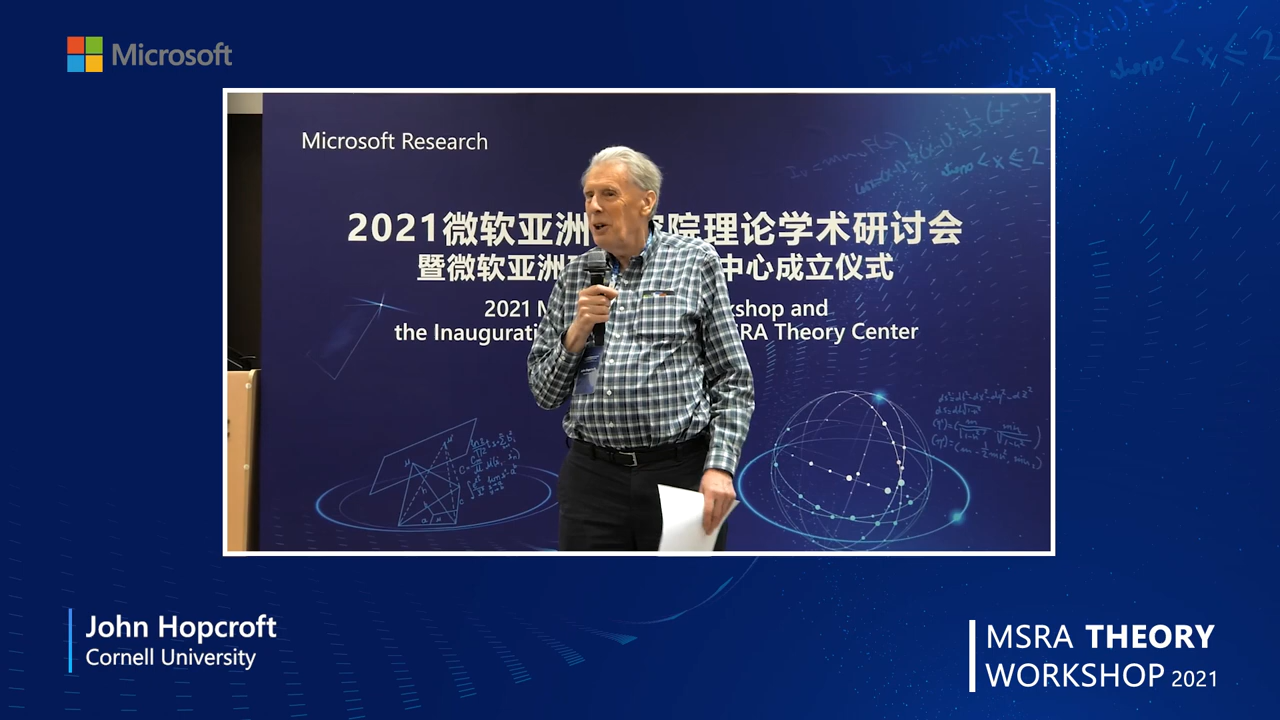 Microsoft
Microsoft Research
2021微软亚洲 院理论学术研讨会
暨微软亚洲 中心成立仪式
2021 kshop and
the Inaugurati SRA Theory Center
John Hopcroft
Cornell University
MSRA THEORY
WORKSHOP 2021